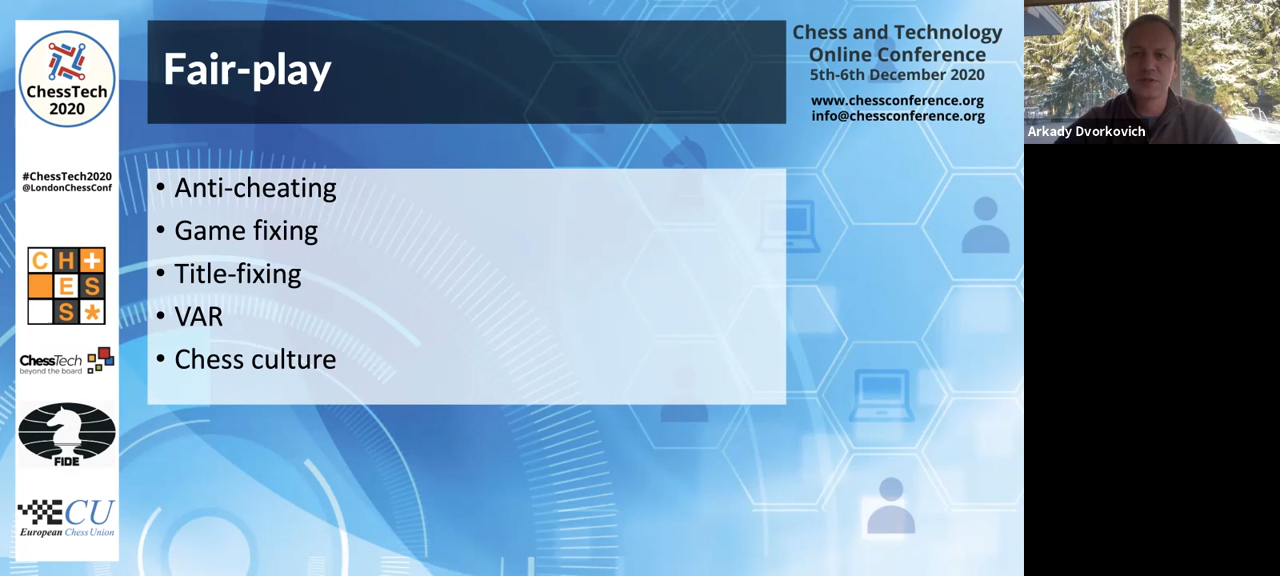 ChessTech
2020
#ChessTech2020
@LondonChessConf
C H +
E S
S *
ChessTech
beyond the board
FIDE
ECU
European Chess Union
Fair-play
• Anti-cheating
• Game fixing
• Title-fixing
• VAR
• Chess culture
Chess and Technology
Online Conference
5th-6th December 2020
www.chessconference.org
info@chessconference.org
Arkady Dvorkovich